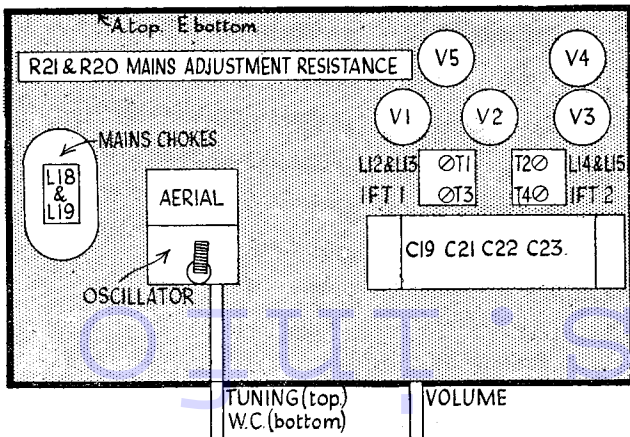 A top. E bottom
R21 & R20 MAINS ADJUSTMENT RESISTANCE
V5
V4
V1
V2
V3
MAINS CHOKES
L18
&
L19
AERIAL
OSCILLATOR
L12&L13
T1
T2
L14&L15
IFT 1
T3
T4
IFT 2
C19 C21 C22 C23.
TUNING (top)
W.C. (bottom)
VOLUME